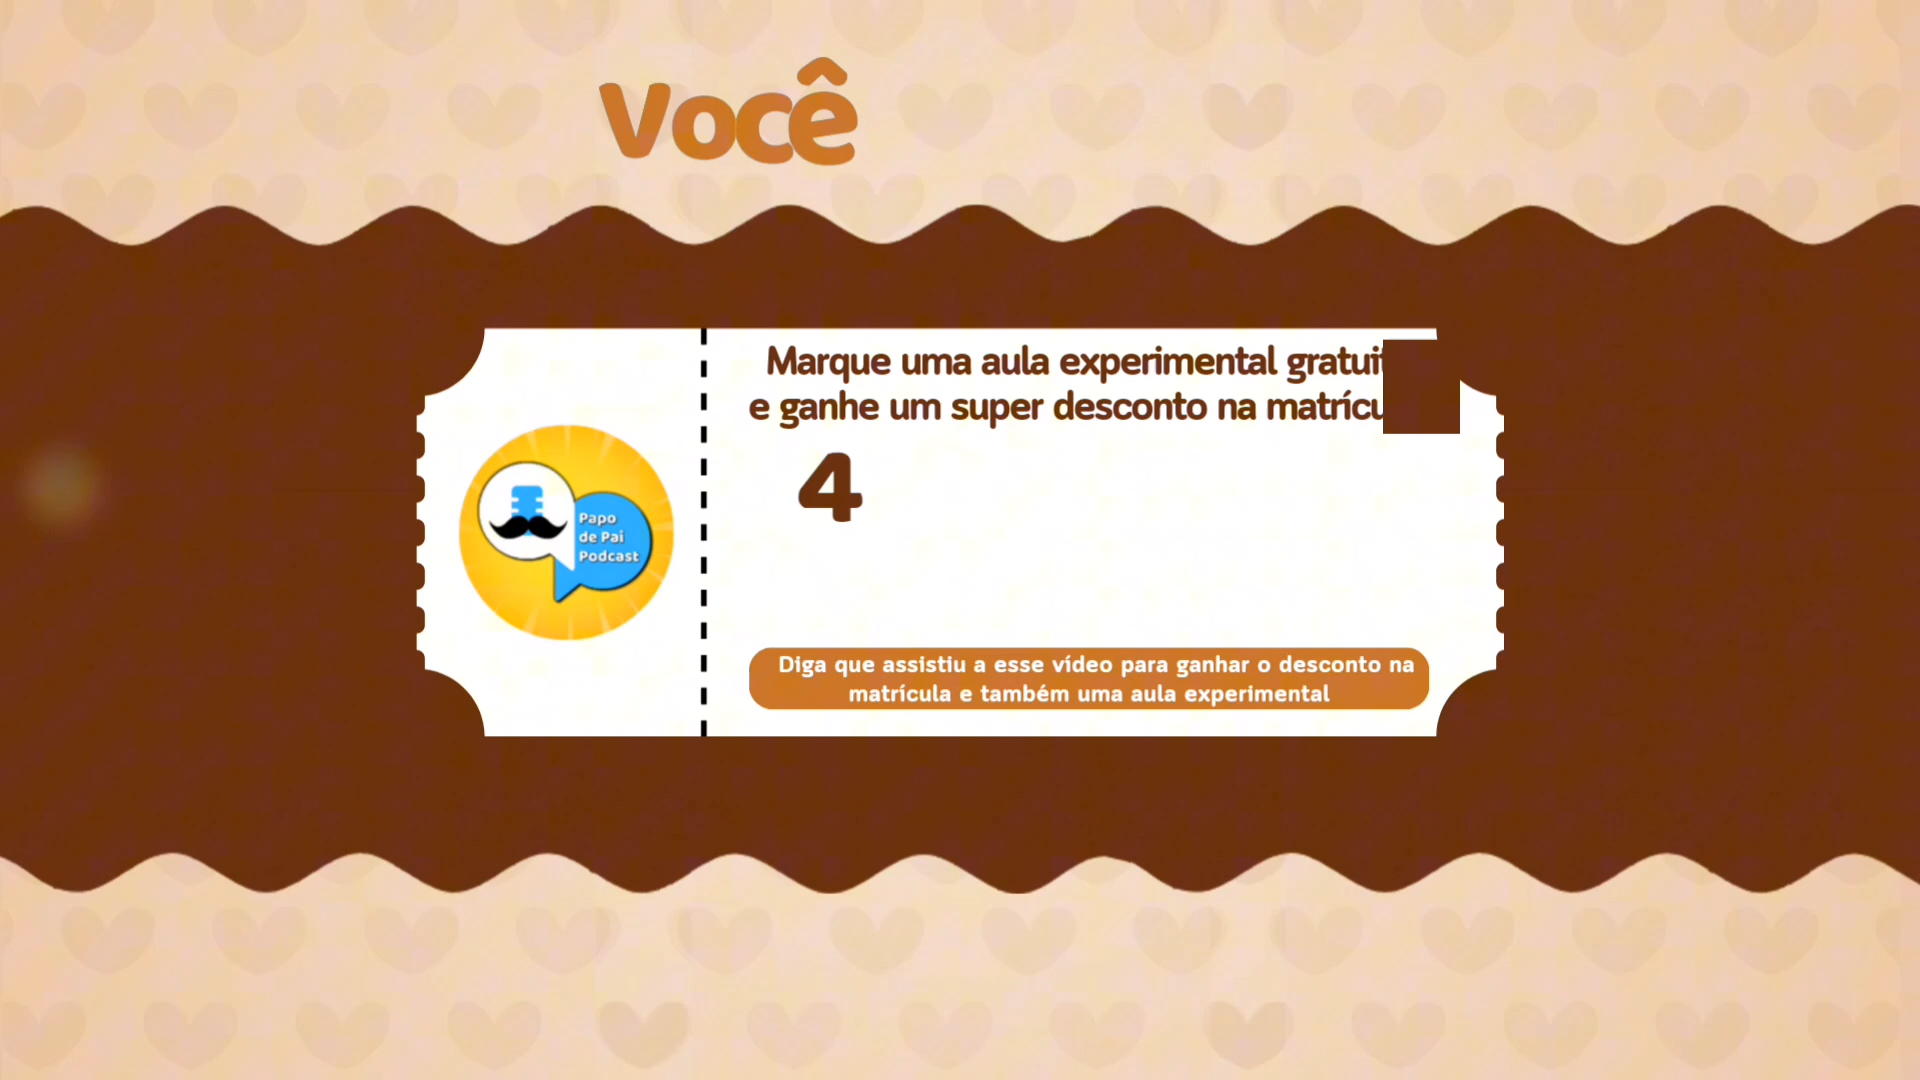 Você
Marque uma aula experimental gratuit
e ganhe um super desconto na matrícu
4
Papo
de Pai
Podcast
Diga que assistiu a esse vídeo para ganhar o desconto na
matrícula e também uma aula experimental